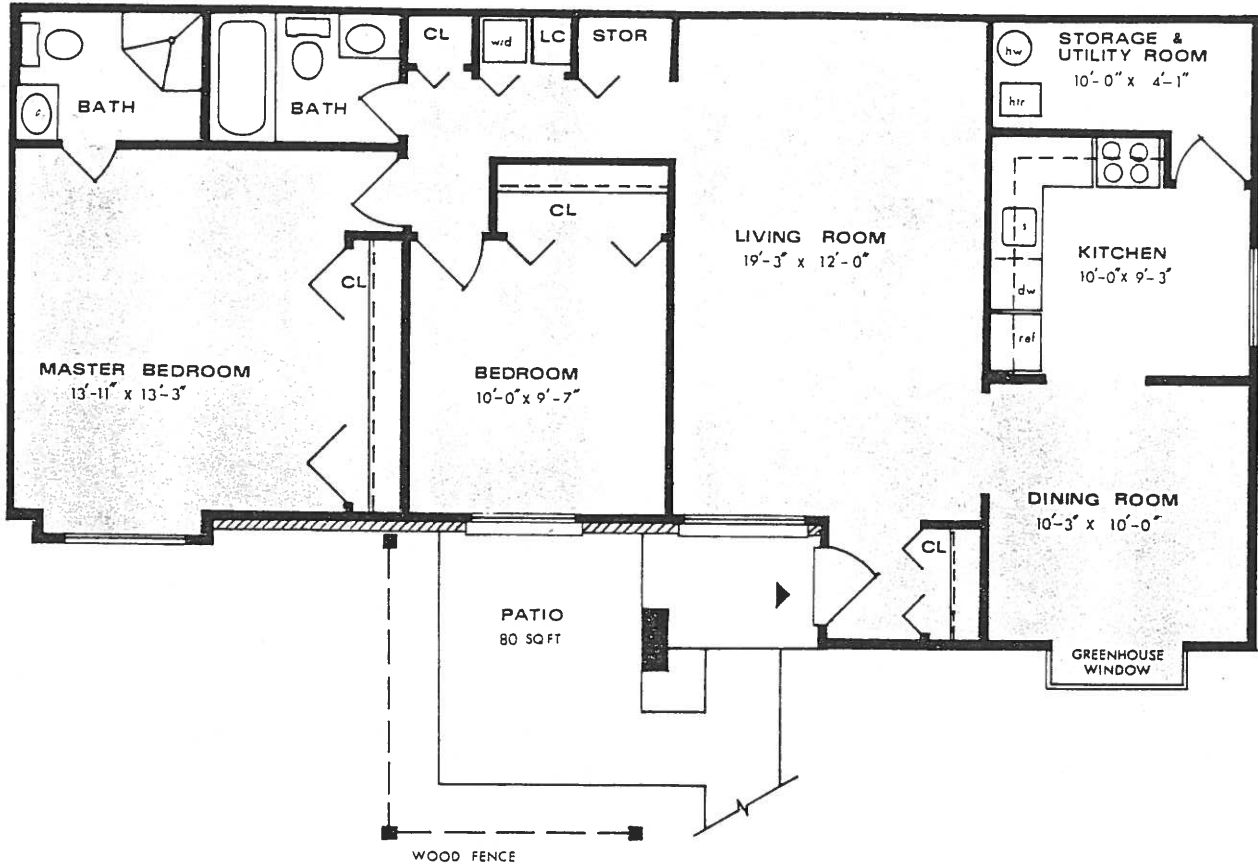 CL
w/d
LC
STOR
hw
STORAGE &
UTILITY ROOM
10'-0" x 4'-1"
htr
BATH
BATH
CL
LIVING ROOM
19'-3" x 12'-0"
s
KITCHEN
10'-0" x 9'-3"
dw
ref
CL
MASTER BEDROOM
13'-11" x 13'-3"
BEDROOM
10'-0" x 9'-7"
DINING ROOM
10'-3" x 10'-0"
CL
PATIO
80 SQ FT
GREENHOUSE
WINDOW
N
WOOD FENCE